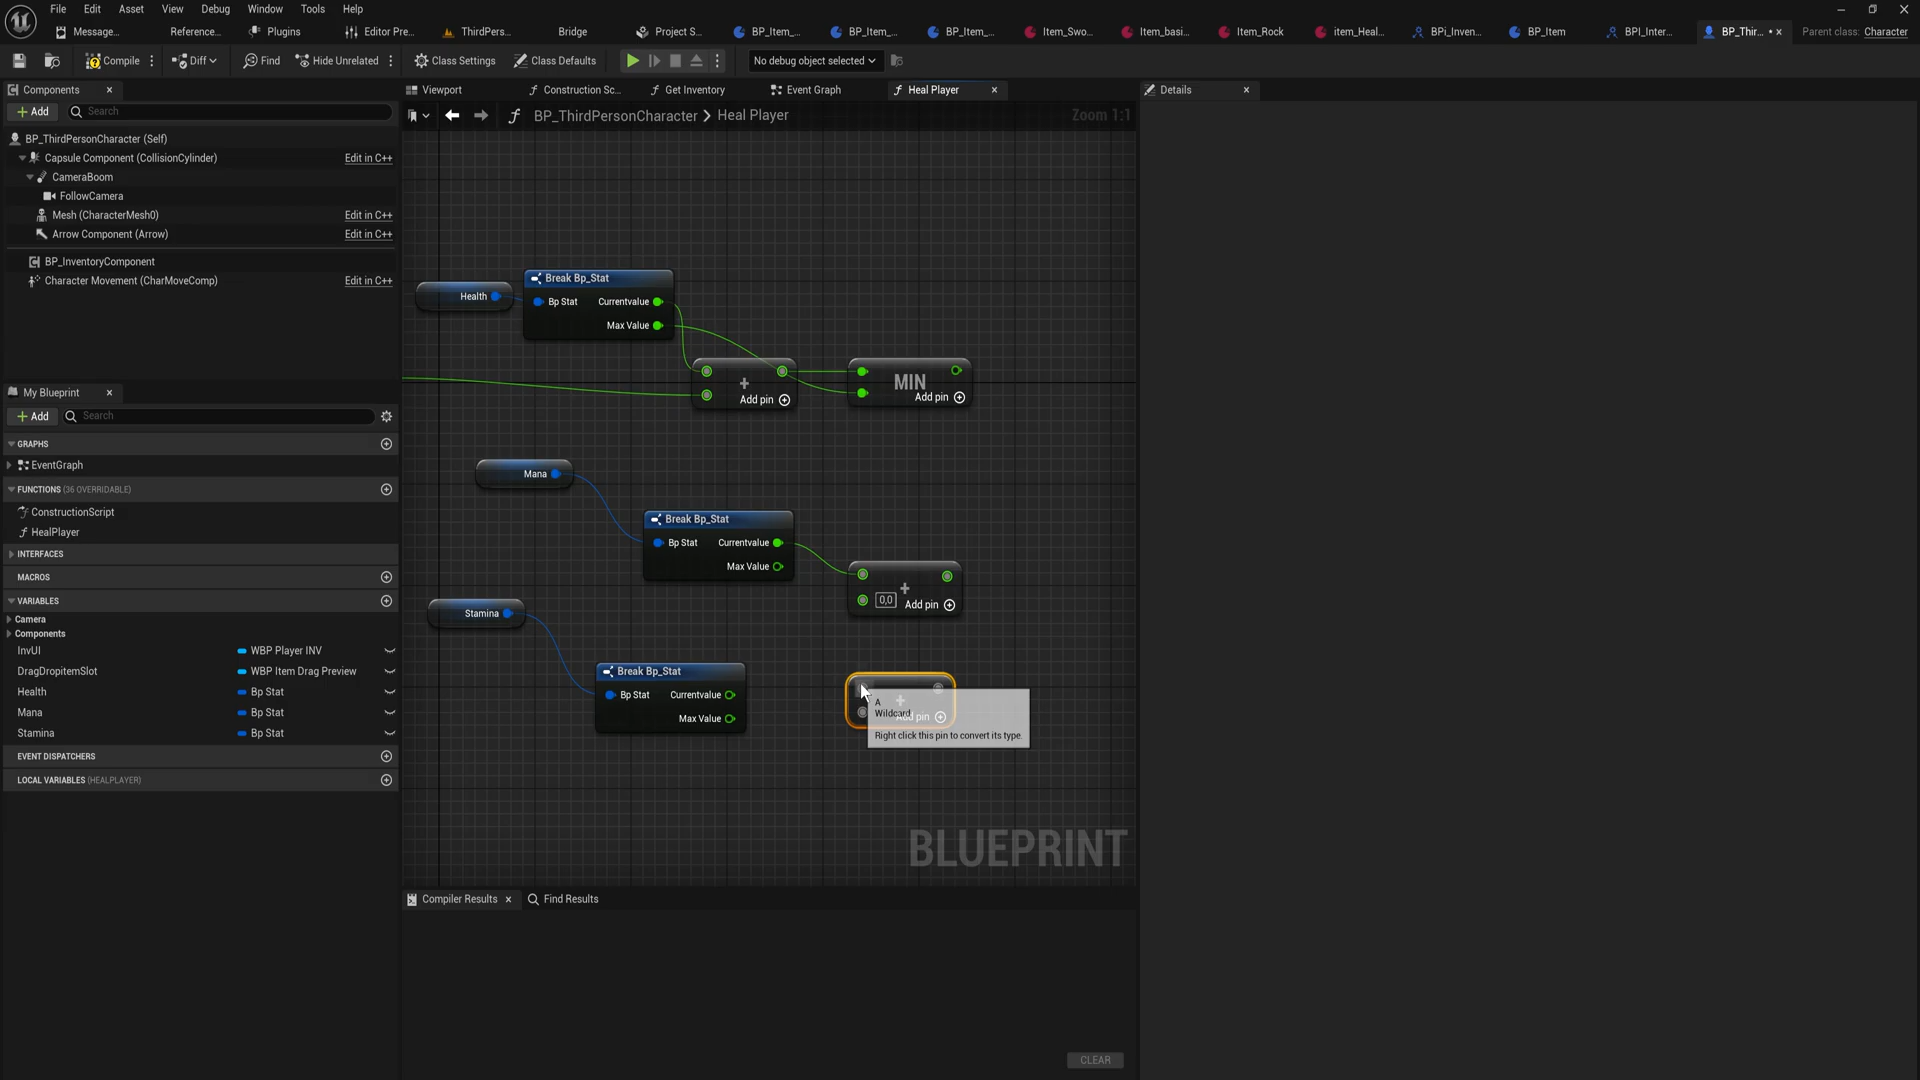 File Edit Asset View Debug Window Tools Help
Message... Reference... Plugins Editor Pre... ThirdPers... Bridge Project S... BP_Item_... BP_Item_... BP_Item_... Item_Swo... Item_basi... Item_Rock item_Heal... BPi_Inven... BP_Item BPI_Inter... BP_Thir... Parent class: Character
Compile Diff Find Hide Unrelated Class Settings Class Defaults No debug object selected
Components
Viewport Construction Sc... Get Inventory Event Graph Heal Player Details
Add Search
BP_ThirdPersonCharacter > Heal Player Zoom 1:1
BP_ThirdPersonCharacter (Self)
Capsule Component (CollisionCylinder) Edit in C++
CameraBoom
FollowCamera
Mesh (CharacterMesh0) Edit in C++
Arrow Component (Arrow) Edit in C++
BP_InventoryComponent
Character Movement (CharMoveComp) Edit in C++
My Blueprint
Add Search
GRAPHS
EventGraph
FUNCTIONS (36 OVERRIDABLE)
ConstructionScript
HealPlayer
INTERFACES
MACROS
VARIABLES
Camera
Components
InvUI WBP Player INV
DragDropitemSlot WBP Item Drag Preview
Health Bp Stat
Mana Bp Stat
Stamina Bp Stat
EVENT DISPATCHERS
LOCAL VARIABLES (HEALPLAYER)
Health
Break Bp_Stat
Bp Stat Currentvalue
Max Value
+
Add pin
MIN
Add pin
Mana
Break Bp_Stat
Bp Stat Currentvalue
Max Value
+
0,0 Add pin
Stamina
Break Bp_Stat
Bp Stat Currentvalue
Max Value
A
Wildcard
Add pin
Right click this pin to convert its type.
BLUEPRINT
Compiler Results Find Results
CLEAR